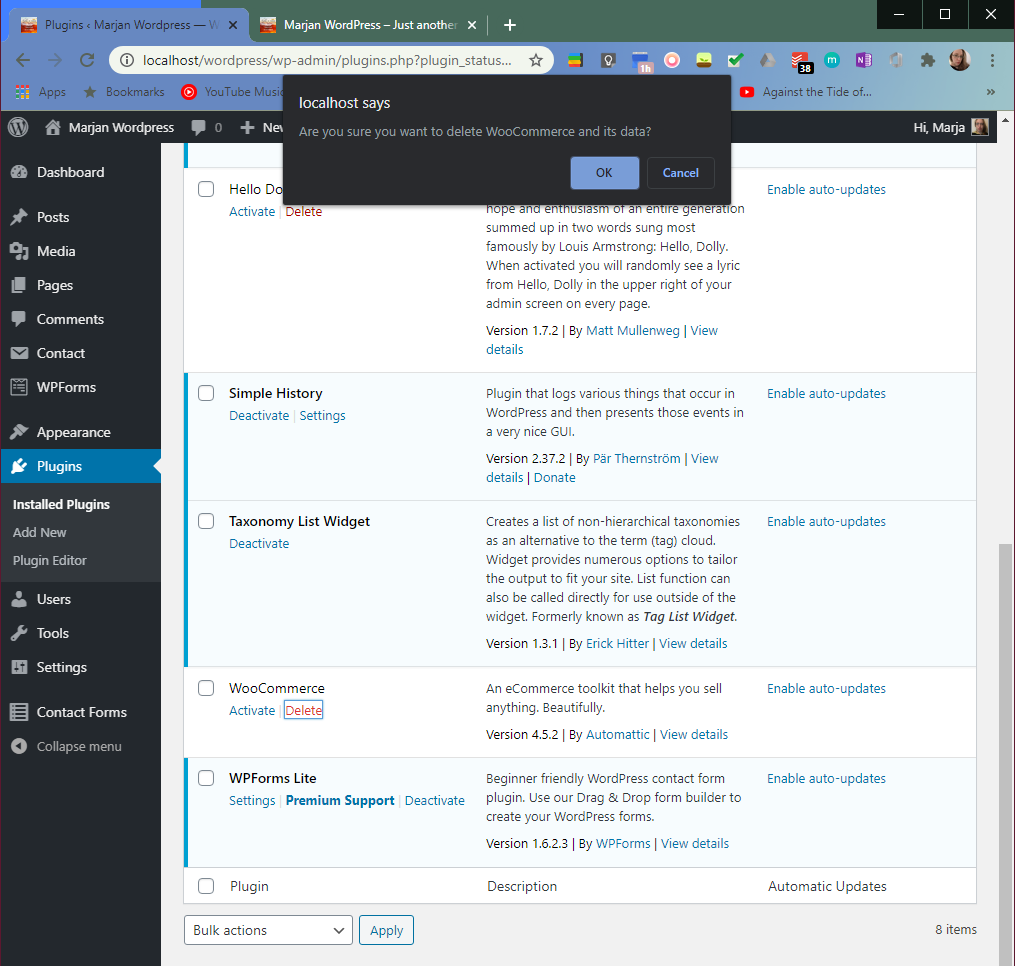 Plugins ‹ Marjan Wordpress — W
Marjan WordPress – Just another
localhost/wordpress/wp-admin/plugins.php?plugin_status...
1h
38
m
N
Apps
Bookmarks
YouTube Music
Against the Tide of...
»
localhost says
Are you sure you want to delete WooCommerce and its data?
OK
Cancel
Marjan Wordpress
0
New
Hi, Marja
Dashboard
Posts
Media
Pages
Comments
Contact
WPForms
Appearance
Plugins
Installed Plugins
Add New
Plugin Editor
Users
Tools
Settings
Contact Forms
Collapse menu
Hello Do
Activate | Delete
hope and enthusiasm of an entire generation
summed up in two words sung most
famously by Louis Armstrong: Hello, Dolly.
When activated you will randomly see a lyric
from Hello, Dolly in the upper right of your
admin screen on every page.
Version 1.7.2 | By Matt Mullenweg | View
details
Enable auto-updates
Simple History
Deactivate | Settings
Plugin that logs various things that occur in
WordPress and then presents those events in
a very nice GUI.
Version 2.37.2 | By Pär Thernström | View
details | Donate
Enable auto-updates
Taxonomy List Widget
Deactivate
Creates a list of non-hierarchical taxonomies
as an alternative to the term (tag) cloud.
Widget provides numerous options to tailor
the output to fit your site. List function can
also be called directly for use outside of the
widget. Formerly known as Tag List Widget.
Version 1.3.1 | By Erick Hitter | View details
Enable auto-updates
WooCommerce
Activate | Delete
An eCommerce toolkit that helps you sell
anything. Beautifully.
Version 4.5.2 | By Automattic | View details
Enable auto-updates
WPForms Lite
Settings | Premium Support | Deactivate
Beginner friendly WordPress contact form
plugin. Use our Drag & Drop form builder to
create your WordPress forms.
Version 1.6.2.3 | By WPForms | View details
Enable auto-updates
Plugin
Description
Automatic Updates
Bulk actions
Apply
8 items